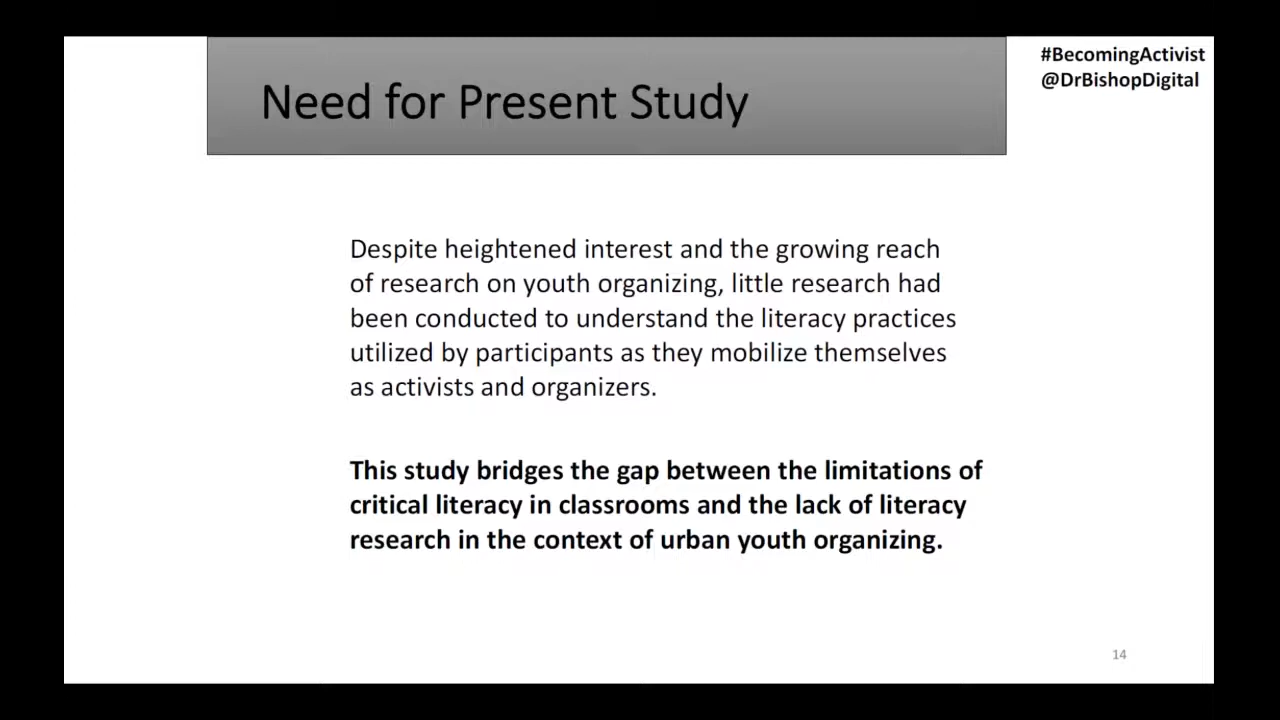 #BecomingActivist
@DrBishopDigital
Need for Present Study
Despite heightened interest and the growing reach
of research on youth organizing, little research had
been conducted to understand the literacy practices
utilized by participants as they mobilize themselves
as activists and organizers.
This study bridges the gap between the limitations of
critical literacy in classrooms and the lack of literacy
research in the context of urban youth organizing.
14